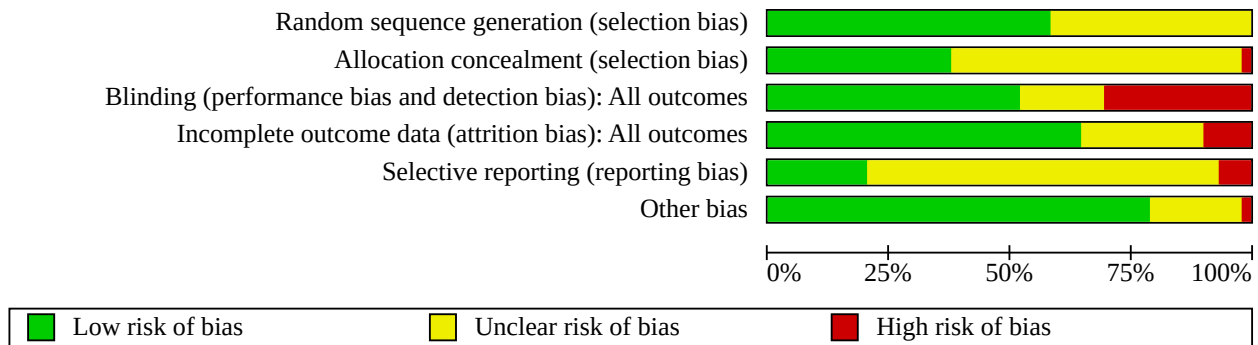 Random sequence generation (selection bias)
Allocation concealment (selection bias)
Blinding (performance bias and detection bias): All outcomes
Incomplete outcome data (attrition bias): All outcomes
Selective reporting (reporting bias)
Other bias
0% 25% 50% 75% 100%
Low risk of bias Unclear risk of bias High risk of bias